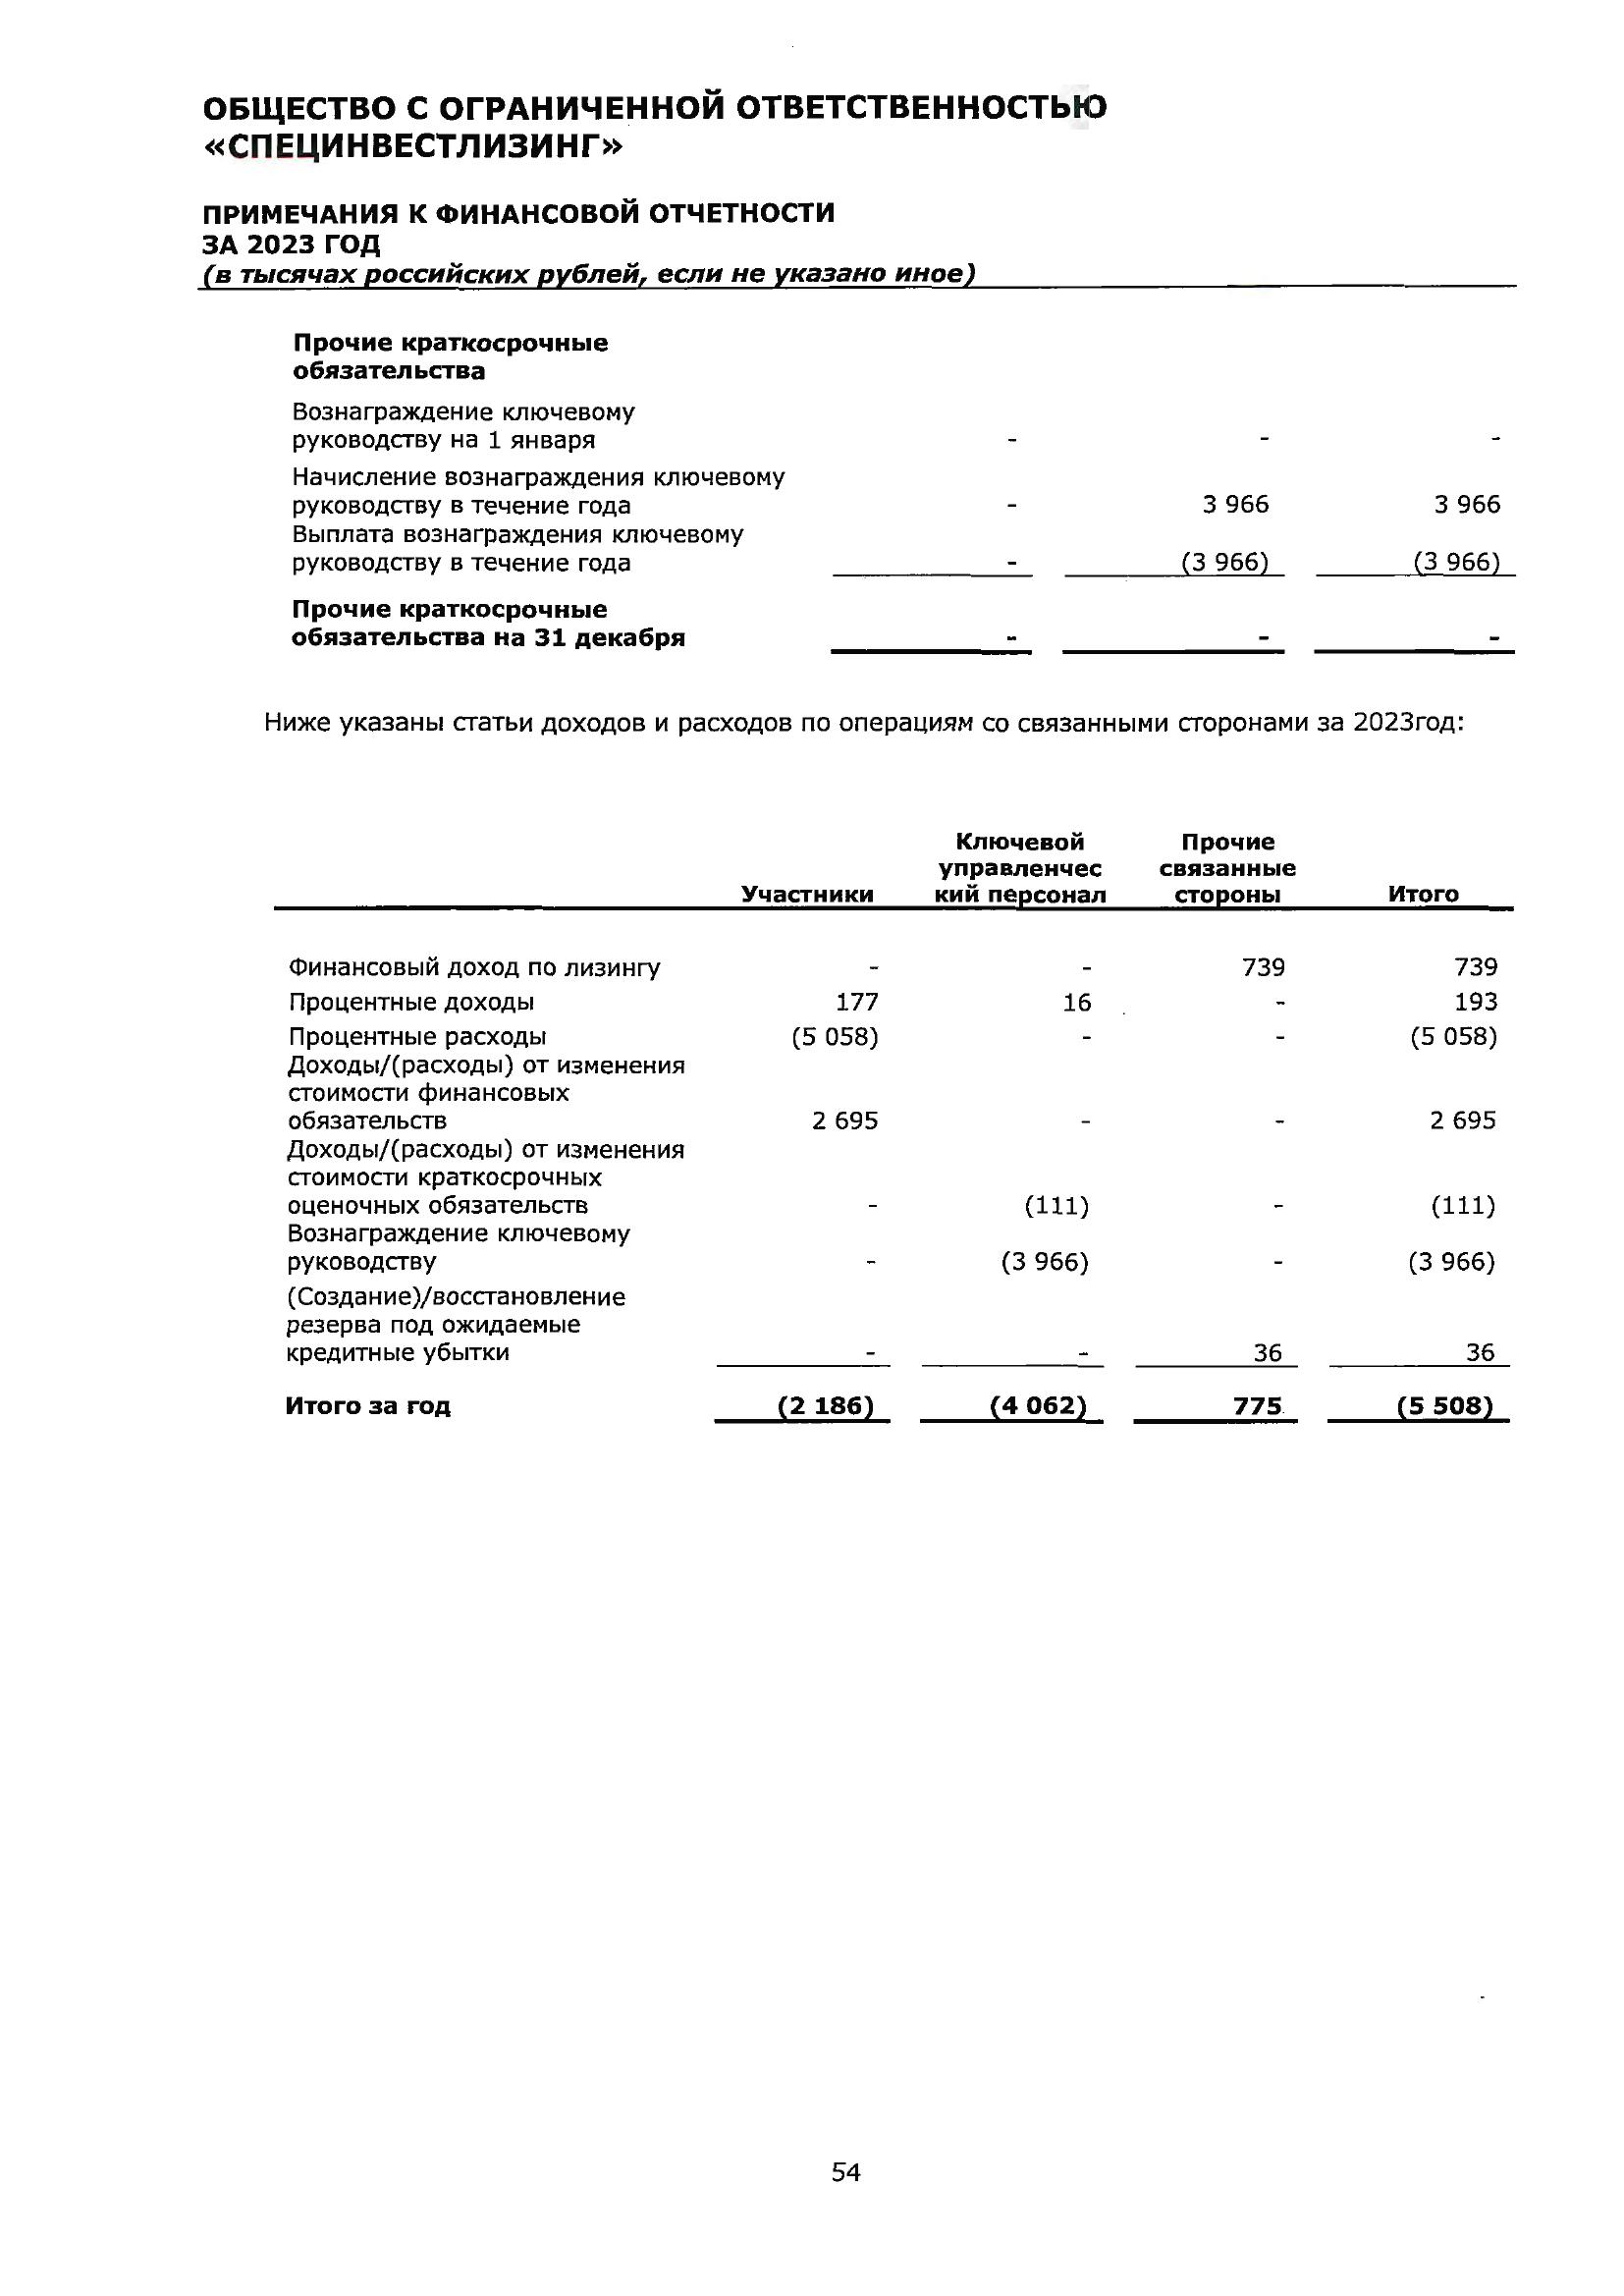 ОБЩЕСТВО С ОГРАНИЧЕННОЙ ОТВЕТСТВЕННОСТЬЮ
«СПЕЦИНВЕСТЛИЗИНГ»
ПРИМЕЧАНИЯ К ФИНАНСОВОЙ ОТЧЕТНОСТИ
ЗА 2023 ГОД
(в тысячах российских рублей, если не указано иное)
Прочие краткосрочные
обязательства
Вознаграждение ключевому
руководству на 1 января - - -
Начисление вознаграждения ключевому
руководству в течение года - 3 966 3 966
Выплата вознаграждения ключевому
руководству в течение года - (3 966) (3 966)
Прочие краткосрочные
обязательства на 31 декабря - - -
Ниже указаны статьи доходов и расходов по операциям со связанными сторонами за 2023год:
Ключевой Прочие
управленчес связанные
Участники кий персонал стороны Итого
Финансовый доход по лизингу - - 739 739
Процентные доходы 177 16 - 193
Процентные расходы (5 058) - - (5 058)
Доходы/(расходы) от изменения
стоимости финансовых
обязательств 2 695 - - 2 695
Доходы/(расходы) от изменения
стоимости краткосрочных
оценочных обязательств - (111) - (111)
Вознаграждение ключевому
руководству - (3 966) - (3 966)
(Создание)/восстановление
резерва под ожидаемые
кредитные убытки - - 36 36
Итого за год (2 186) (4 062) 775 (5 508)
54